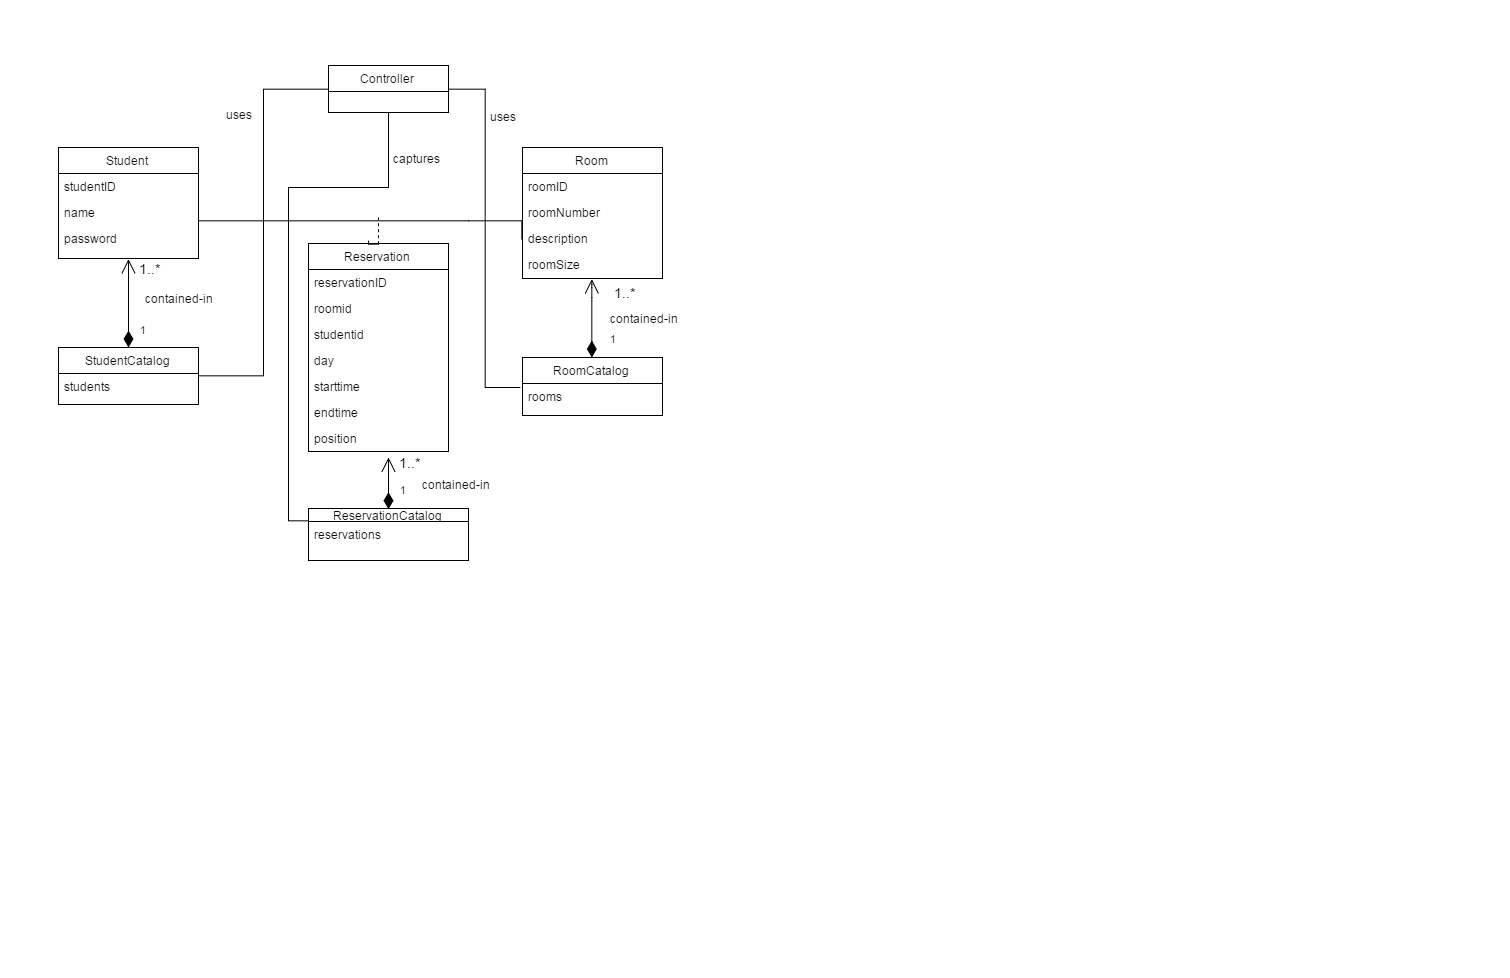 Controller
uses
uses
captures
Student
studentID
name
password
Room
roomID
roomNumber
description
roomSize
1..*
contained-in
1
StudentCatalog
students
Reservation
reservationID
roomid
studentid
day
starttime
endtime
position
1..*
contained-in
1
RoomCatalog
rooms
1..*
contained-in
1
ReservationCatalog
reservations